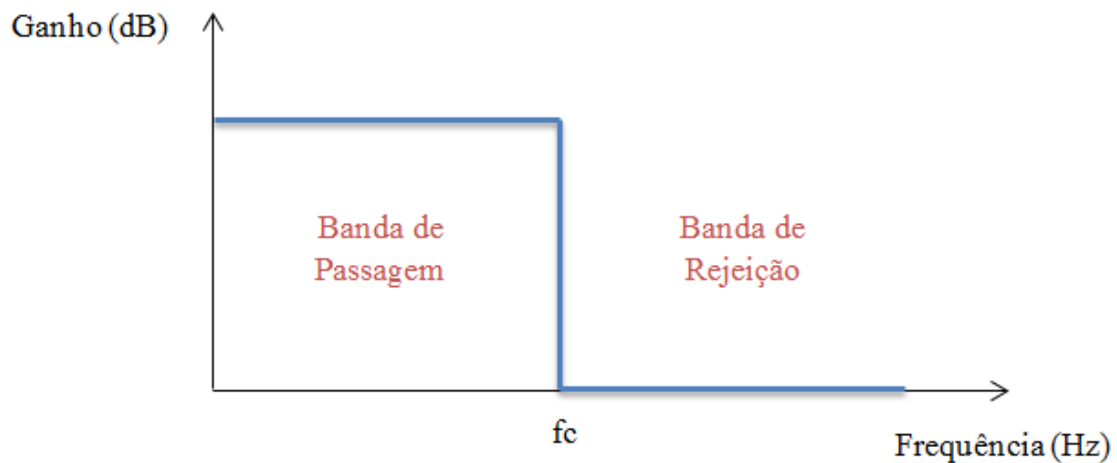 Ganho (dB)
Banda de
Passagem
Banda de
Rejeição
fc
Frequência (Hz)